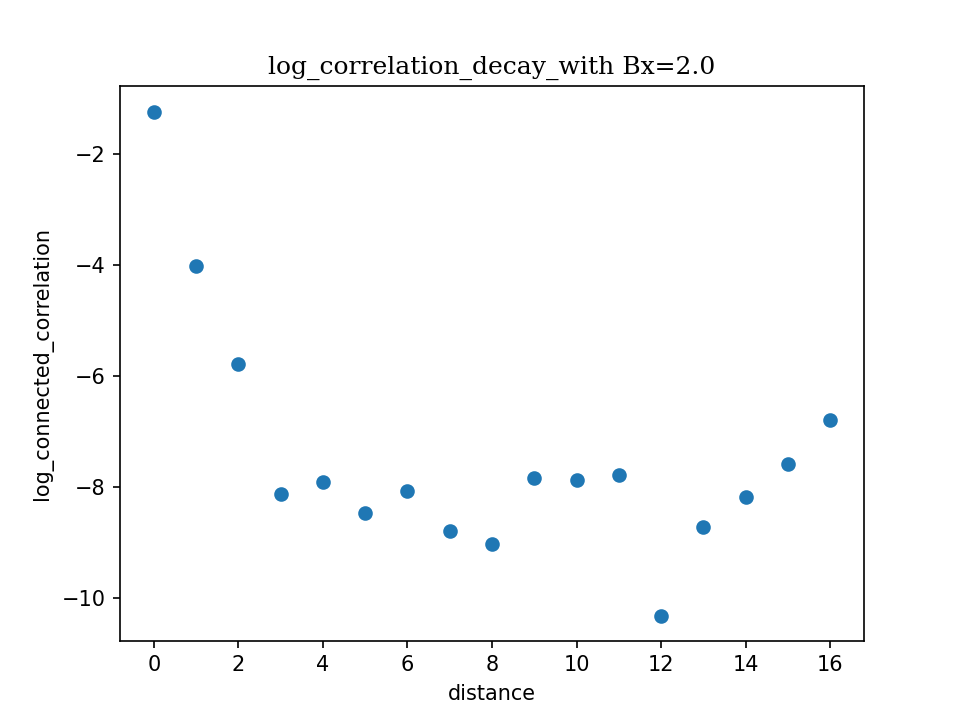 log_correlation_decay_with Bx=2.0
log_connected_correlation
−2
−4
−6
−8
−10
0 2 4 6 8 10 12 14 16
distance